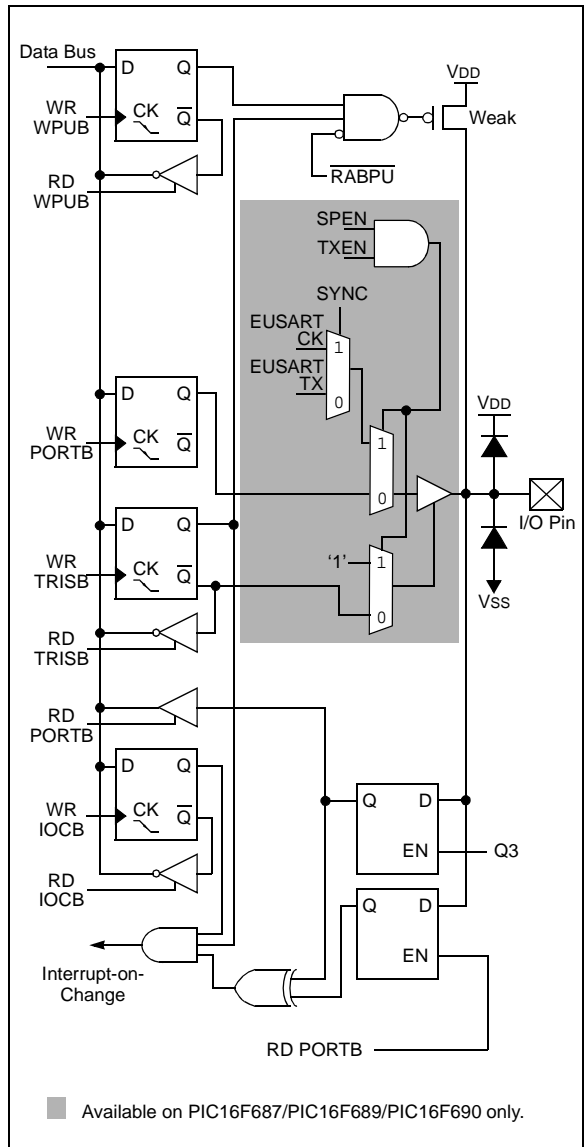 Data Bus
D Q
WR
WPUB
CK Q
RD
WPUB
VDD
Weak
RABPU
SPEN
TXEN
SYNC
EUSART
CK
1
EUSART
TX
0
D Q
WR
PORTB
CK Q
1
0
VDD
I/O Pin
VSS
D Q
WR
TRISB
CK Q
'1'
1
0
RD
TRISB
RD
PORTB
D Q
WR
IOCB
CK Q
RD
IOCB
Q D
EN
Q3
Q D
EN
Interrupt-on-
Change
RD PORTB
Available on PIC16F687/PIC16F689/PIC16F690 only.